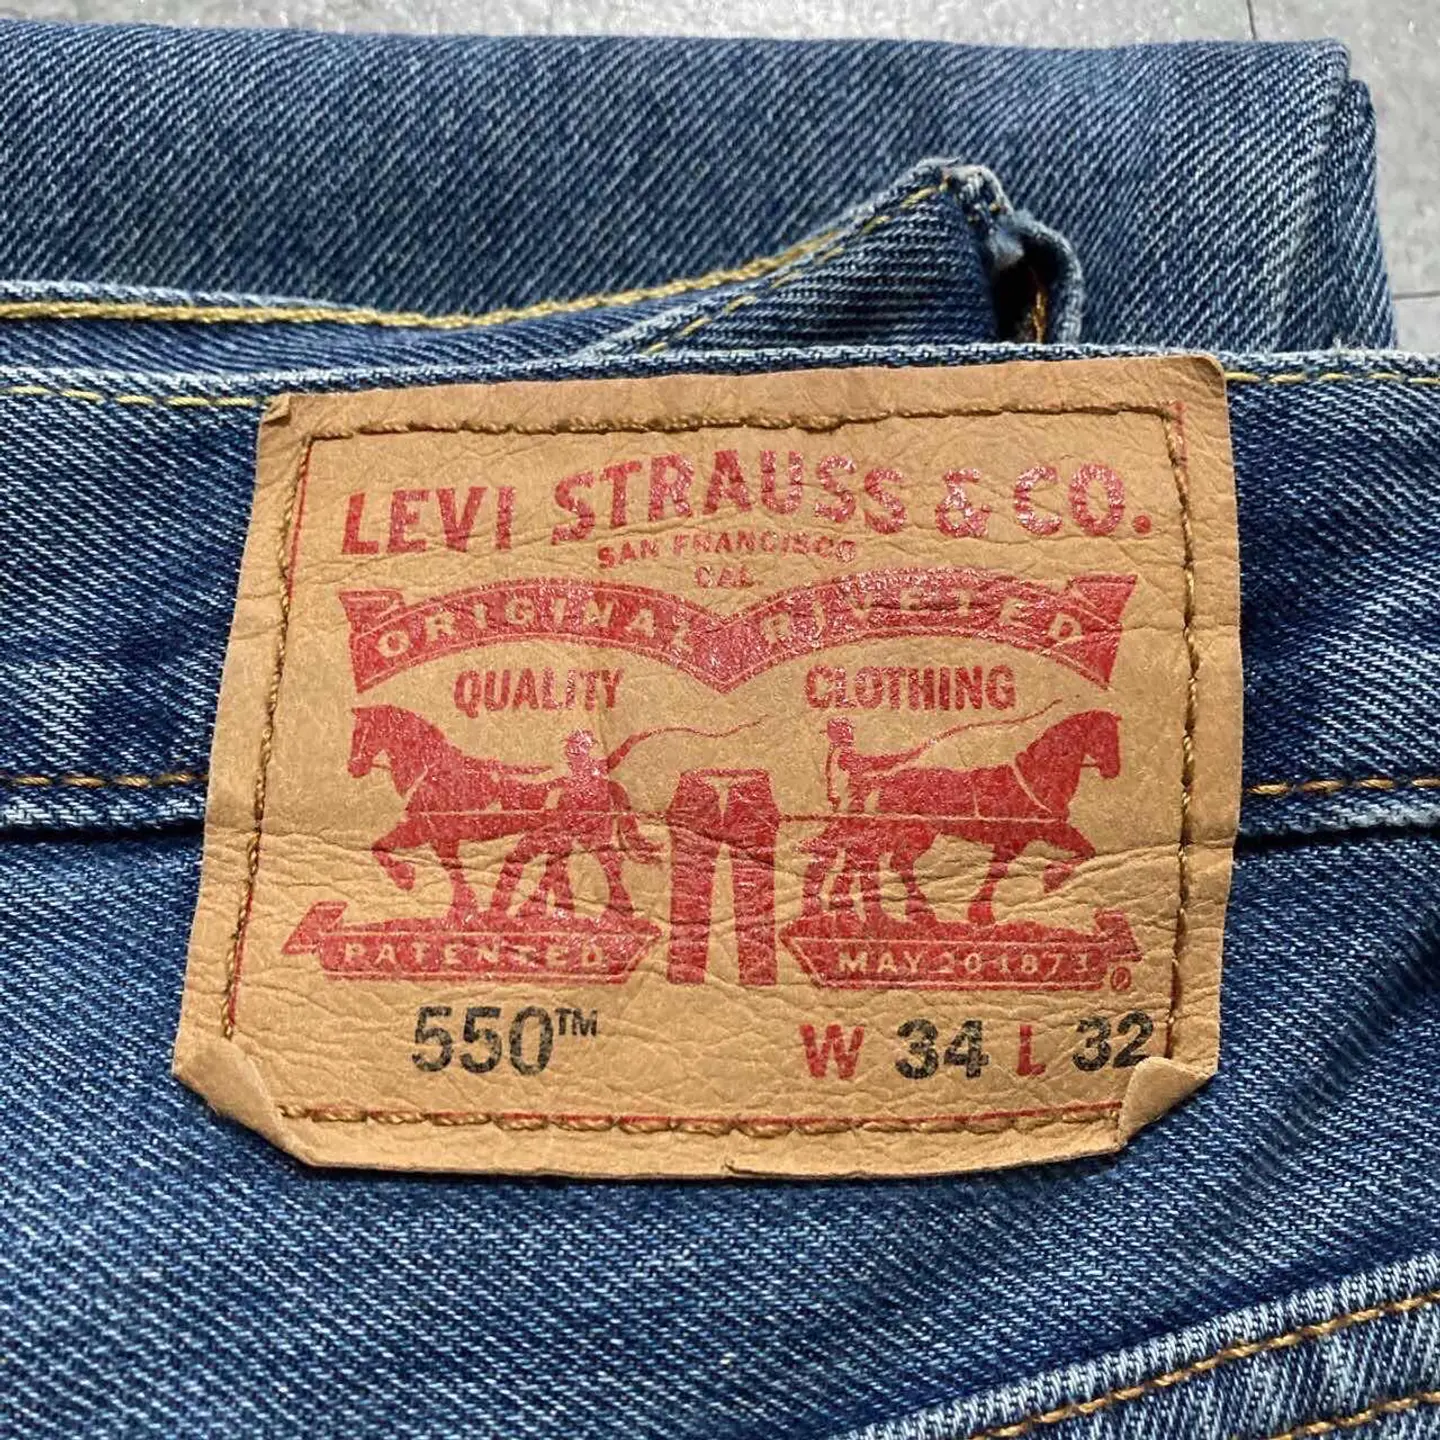 LEVI STRAUSS & CO.
SAN FRANCISCO
CAL.
ORIGINAL RIVETED
QUALITY CLOTHING
PATENTED MAY 20 1873 ®
550™ W 34 L 32